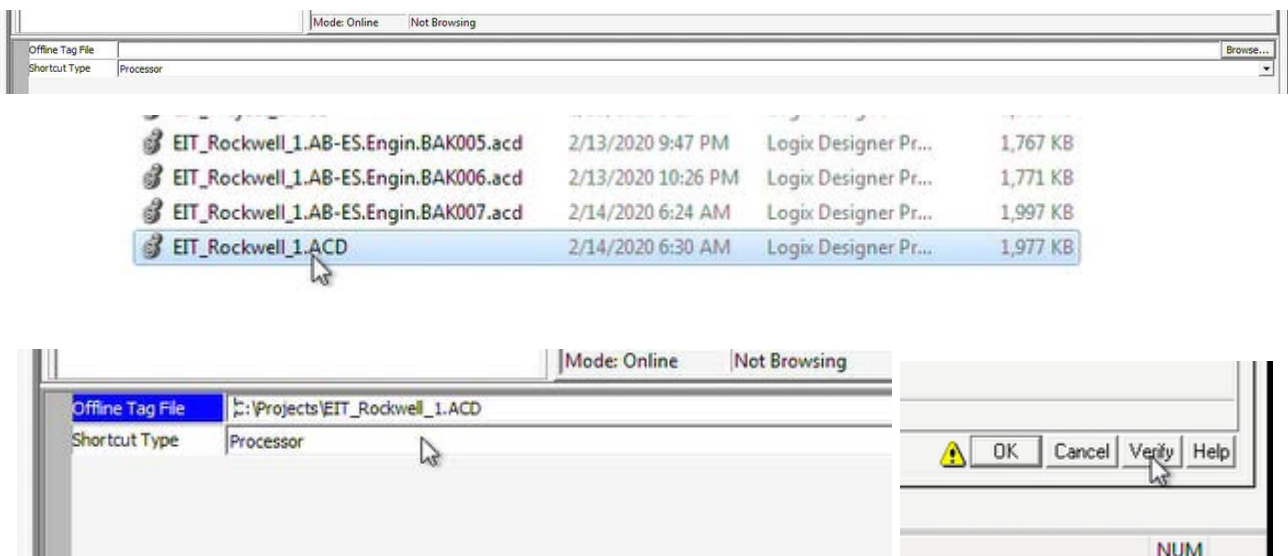 Mode: Online Not Browsing
Offline Tag File Browse...
Shortcut Type Processor
EIT_Rockwell_1.AB-ES.Engin.BAK005.acd 2/13/2020 9:47 PM Logix Designer Pr... 1,767 KB
EIT_Rockwell_1.AB-ES.Engin.BAK006.acd 2/13/2020 10:26 PM Logix Designer Pr... 1,771 KB
EIT_Rockwell_1.AB-ES.Engin.BAK007.acd 2/14/2020 6:24 AM Logix Designer Pr... 1,997 KB
EIT_Rockwell_1.ACD 2/14/2020 6:30 AM Logix Designer Pr... 1,977 KB
Mode: Online Not Browsing
Offline Tag File C:\Projects\EIT_Rockwell_1.ACD
Shortcut Type Processor
OK Cancel Verify Help
NUM